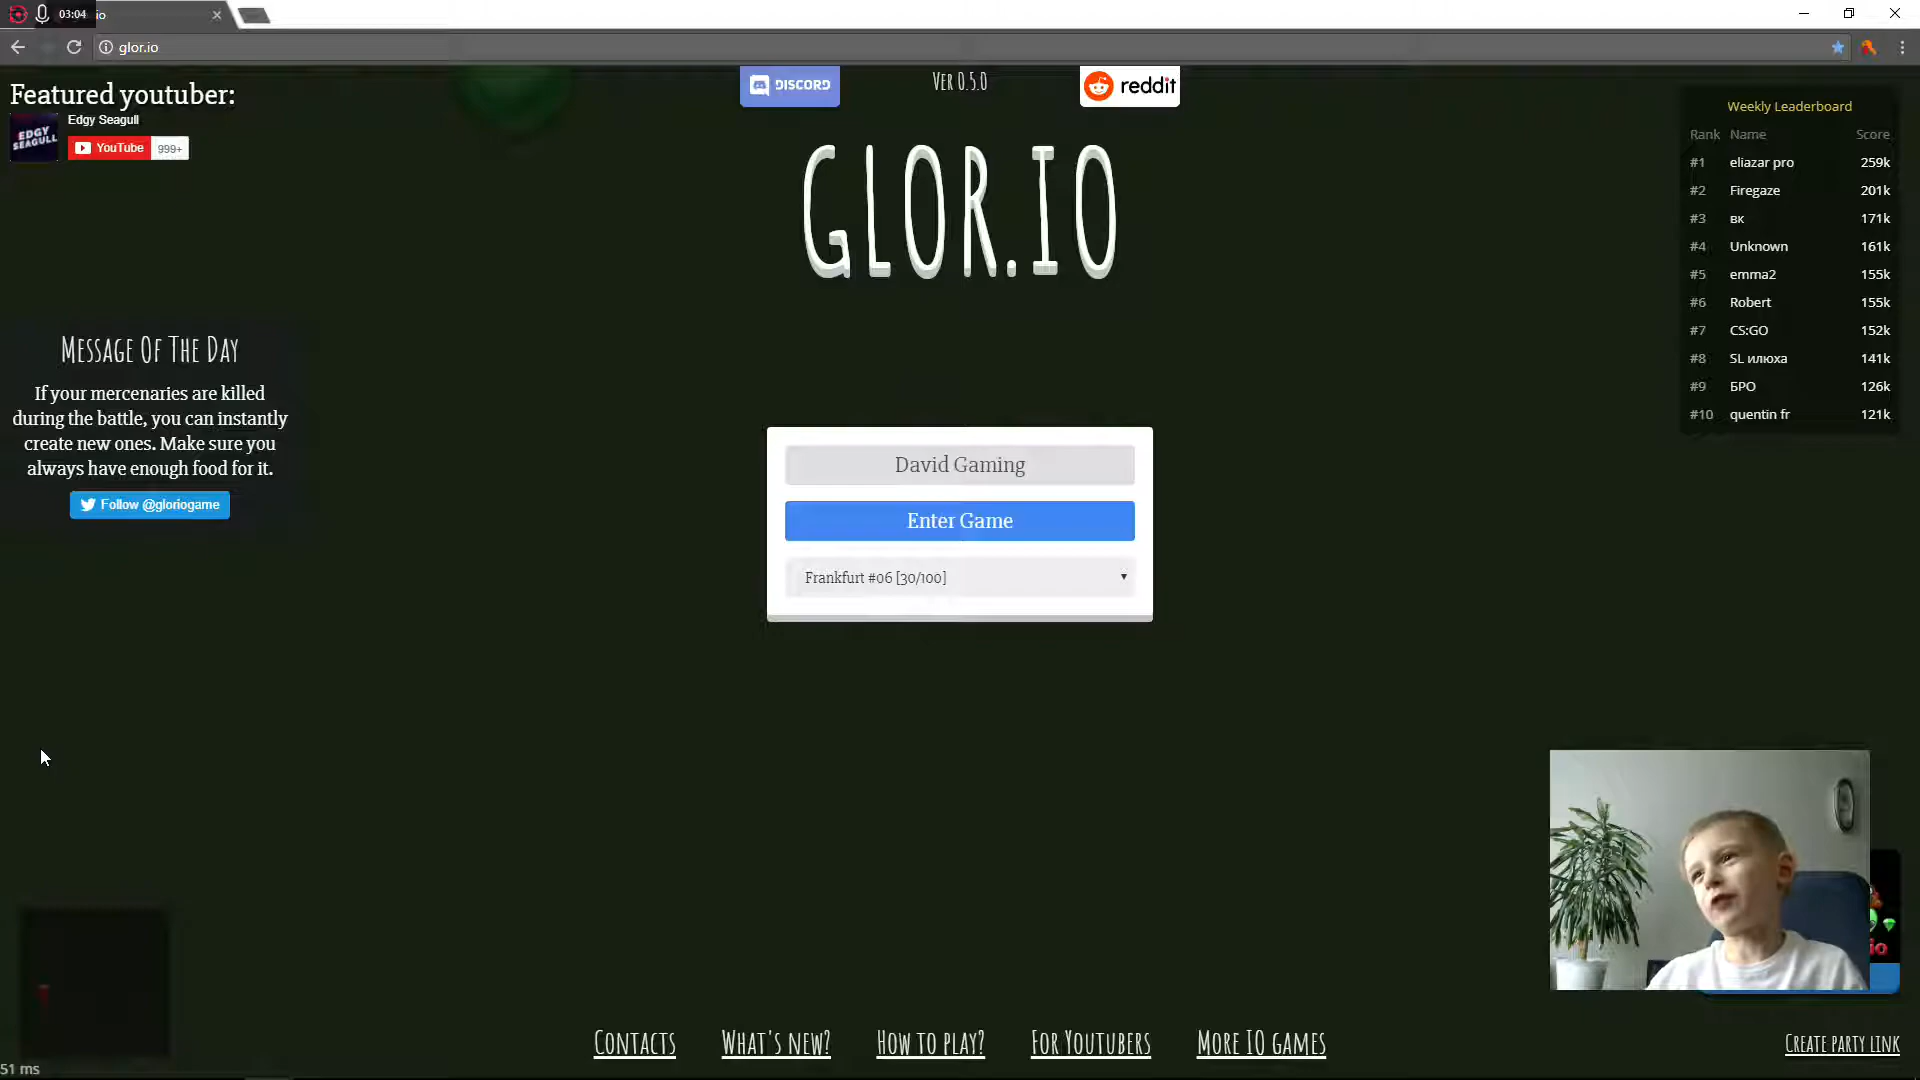 03:04 io
glor.io
Featured youtuber:
EDGY
SEAGULL
Edgy Seagull
YouTube 999+
DISCORD
Ver 0.5.0
reddit
GLOR.IO
Weekly Leaderboard
Rank Name Score
#1 eliazar pro 259k
#2 Firegaze 201k
#3 вк 171k
#4 Unknown 161k
#5 emma2 155k
#6 Robert 155k
#7 CS:GO 152k
#8 SL илюха 141k
#9 БРО 126k
#10 quentin fr 121k
Message Of The Day
If your mercenaries are killed
during the battle, you can instantly
create new ones. Make sure you
always have enough food for it.
Follow @gloriogame
David Gaming
Enter Game
Frankfurt #06 [30/100]
io
Contacts What's new? How to play? For Youtubers More IO games
Create party link
51 ms